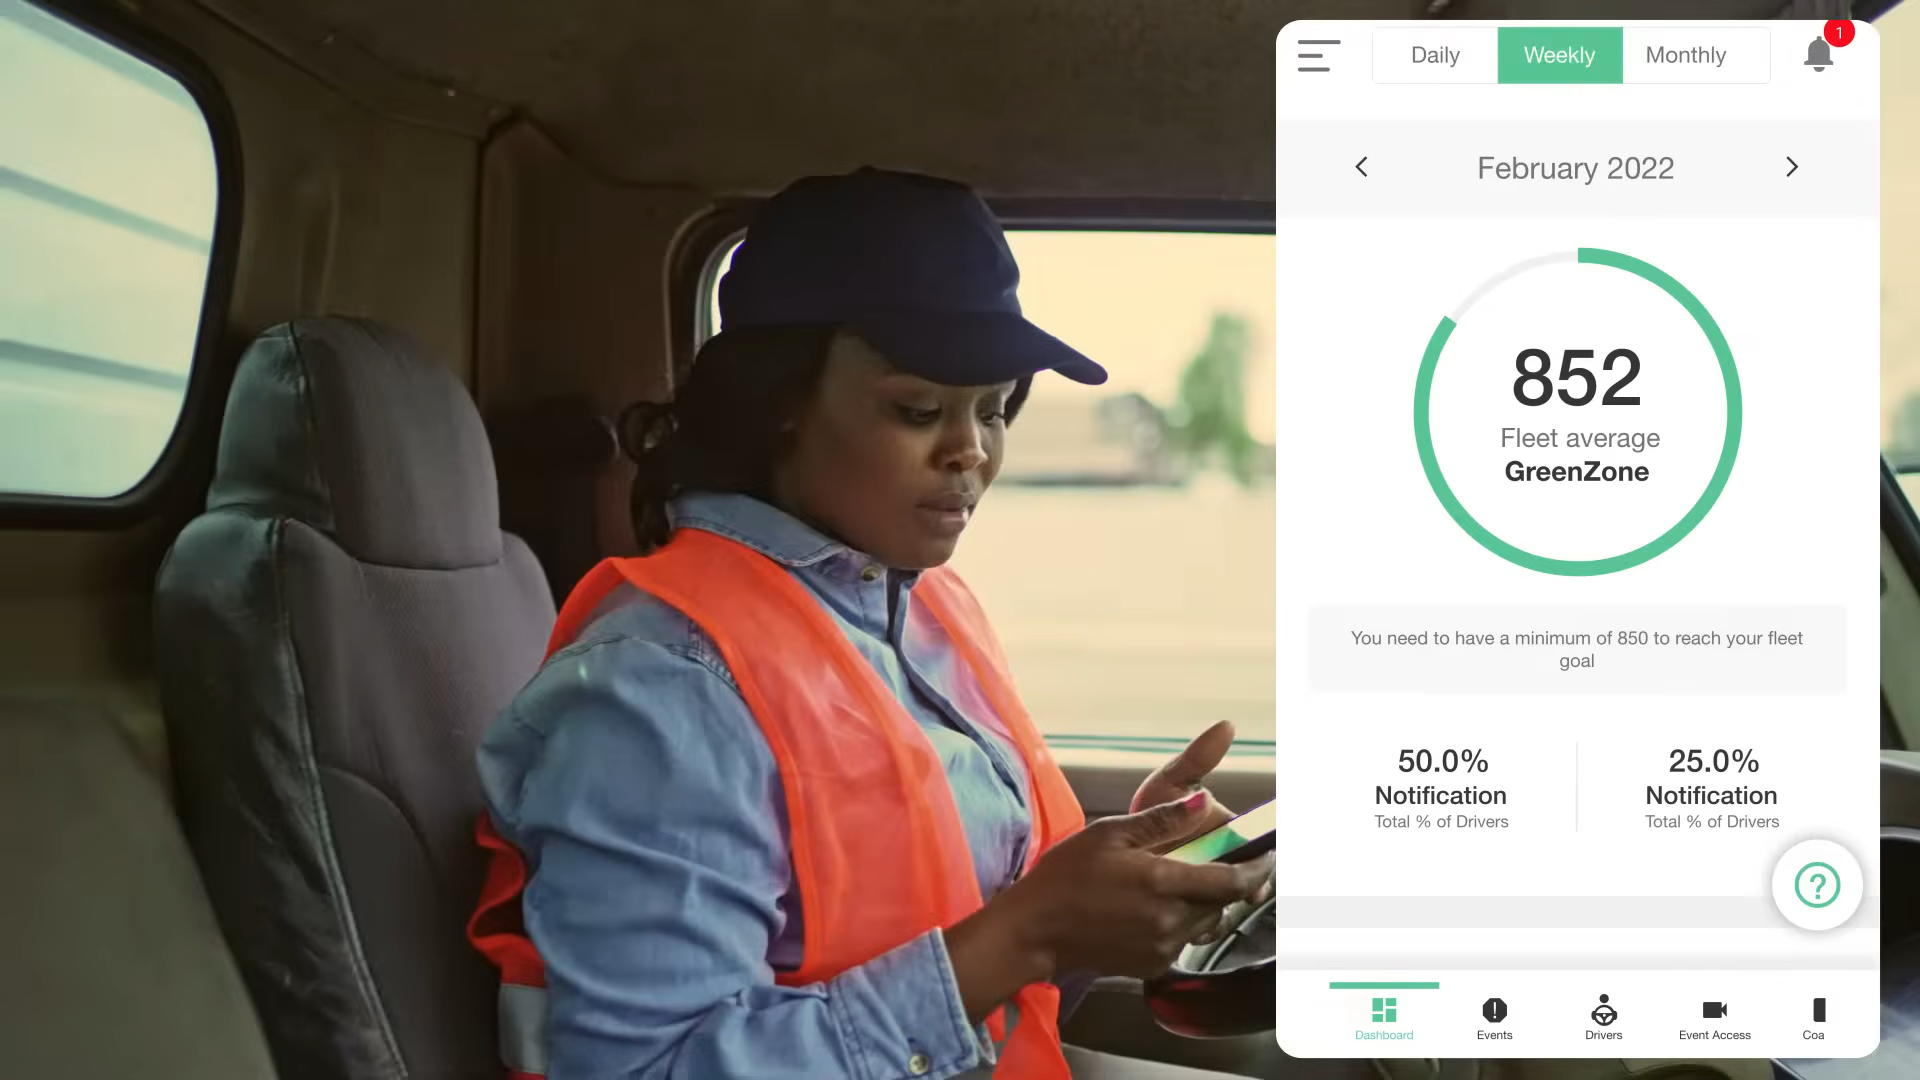 Daily Weekly Monthly 1
February 2022
852
Fleet average
GreenZone
You need to have a minimum of 850 to reach your fleet
goal
50.0% 25.0%
Notification Notification
Total % of Drivers Total % of Drivers
?
Dashboard Events Drivers Event Access Coa